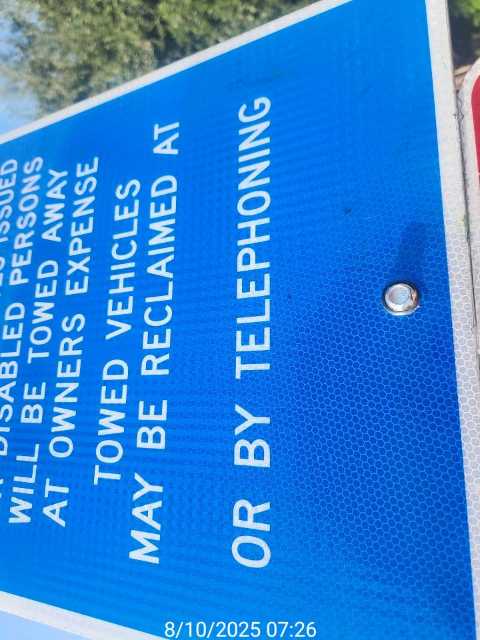 ISSUED
DISABLED PERSONS
WILL BE TOWED AWAY
AT OWNERS EXPENSE
TOWED VEHICLES
MAY BE RECLAIMED AT
OR BY TELEPHONING
8/10/2025 07:26